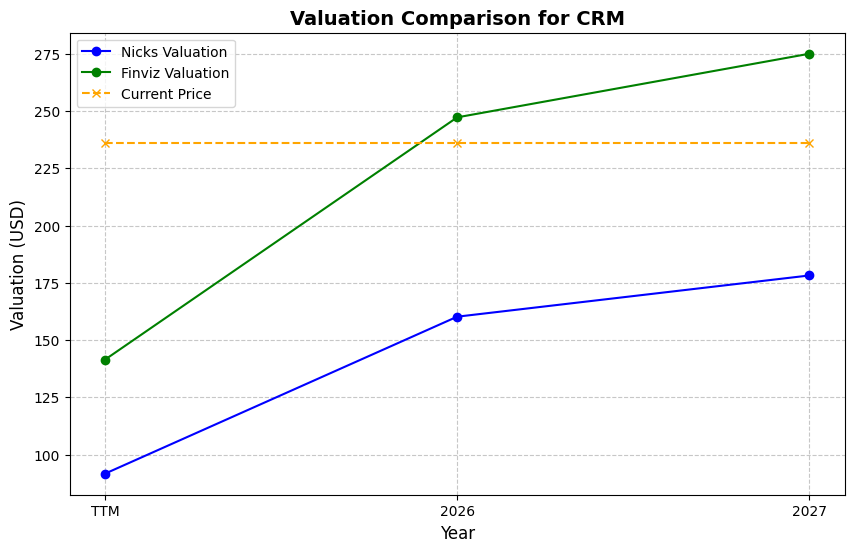 Valuation Comparison for CRM
Nicks Valuation
Finviz Valuation
Current Price
Valuation (USD)
275
250
225
200
175
150
125
100
TTM
2026
2027
Year